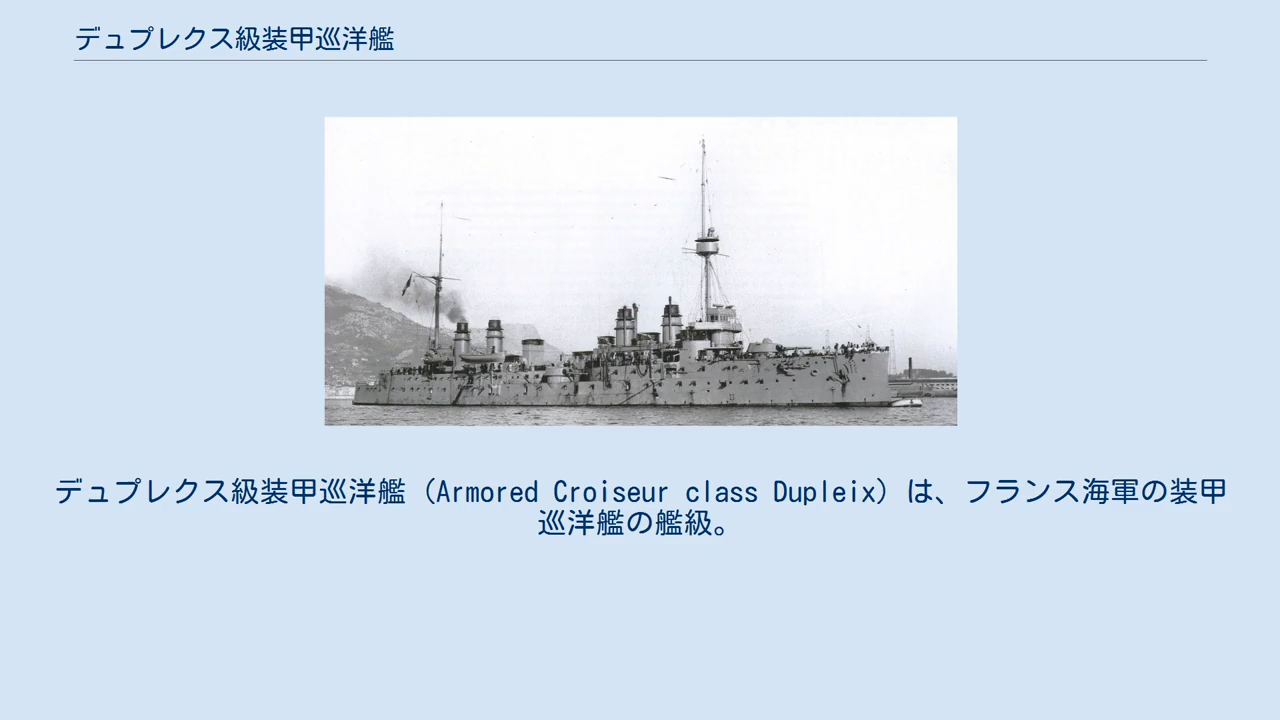 デュプレクス級装甲巡洋艦
デュプレクス級装甲巡洋艦（Armored Croiseur class Dupleix）は、フランス海軍の装甲
巡洋艦の艦級。